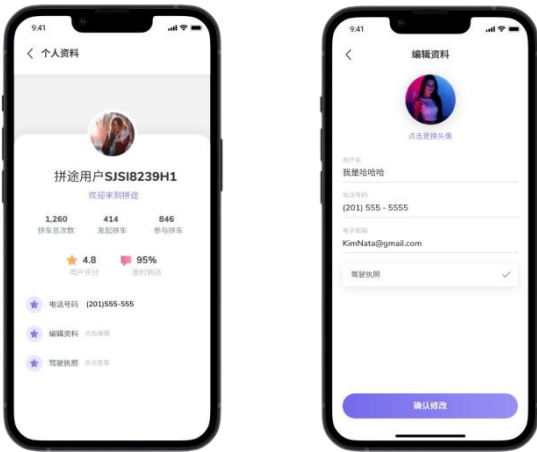 9:41
个人资料
拼途用户SJSI8239H1
欢迎来到拼途
1,260 414 846
拼车总次数 发起拼车 参与拼车
4.8 95%
用户评分 准时到达
电话号码 (201)555-555
编辑资料 点击编辑
驾驶执照 点击查看
9:41
编辑资料
点击更换头像
用户名
我是哈哈哈
电话号码
(201) 555 - 5555
电子邮箱
KimNata@gmail.com
驾驶执照
确认修改